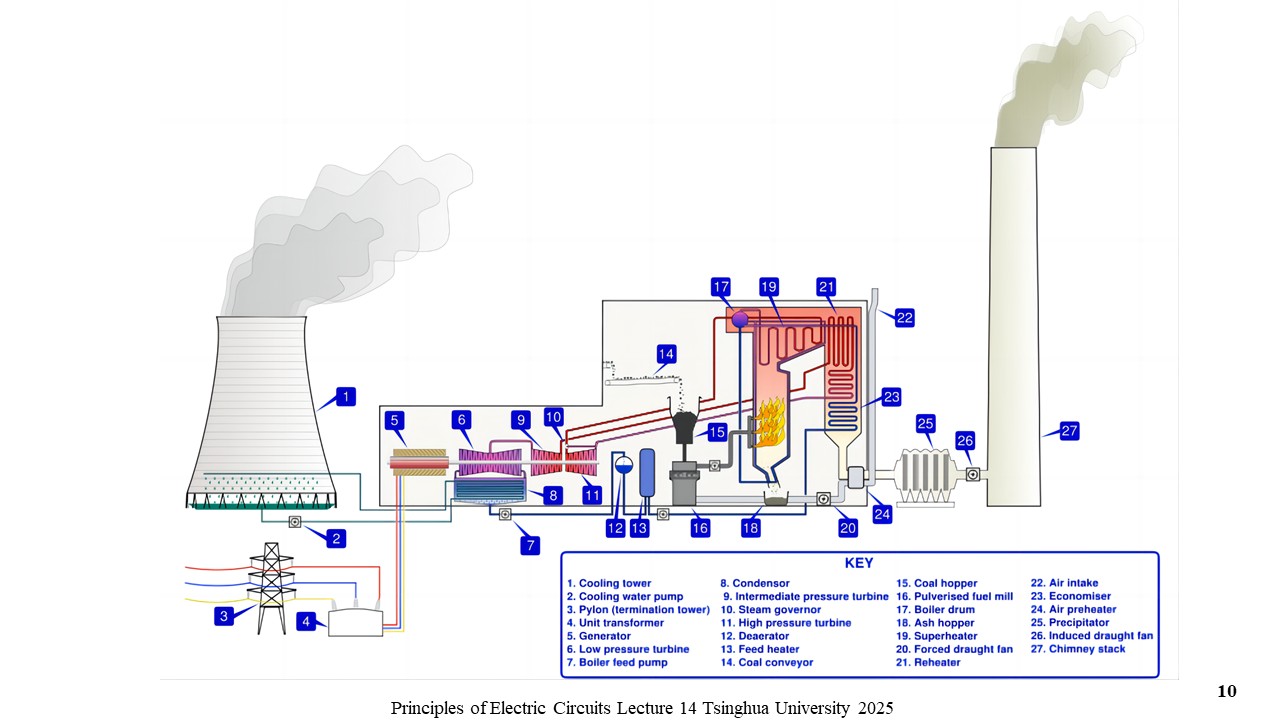 17
19
21
22
14
1
23
5
6
9
10
15
25
26
27
8
11
12
13
16
18
20
24
2
7
3
4
KEY
1. Cooling tower
2. Cooling water pump
3. Pylon (termination tower)
4. Unit transformer
5. Generator
6. Low pressure turbine
7. Boiler feed pump
8. Condensor
9. Intermediate pressure turbine
10. Steam governor
11. High pressure turbine
12. Deaerator
13. Feed heater
14. Coal conveyor
15. Coal hopper
16. Pulverised fuel mill
17. Boiler drum
18. Ash hopper
19. Superheater
20. Forced draught fan
21. Reheater
22. Air intake
23. Economiser
24. Air preheater
25. Precipitator
26. Induced draught fan
27. Chimney stack
Principles of Electric Circuits Lecture 14 Tsinghua University 2025
10